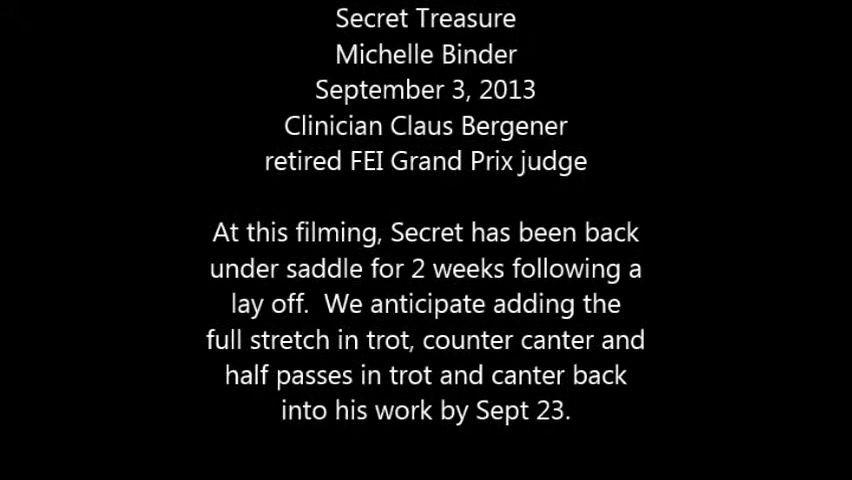 Secret Treasure
Michelle Binder
September 3, 2013
Clinician Claus Bergener
retired FEI Grand Prix judge
At this filming, Secret has been back
under saddle for 2 weeks following a
lay off.  We anticipate adding the
full stretch in trot, counter canter and
half passes in trot and canter back
into his work by Sept 23.